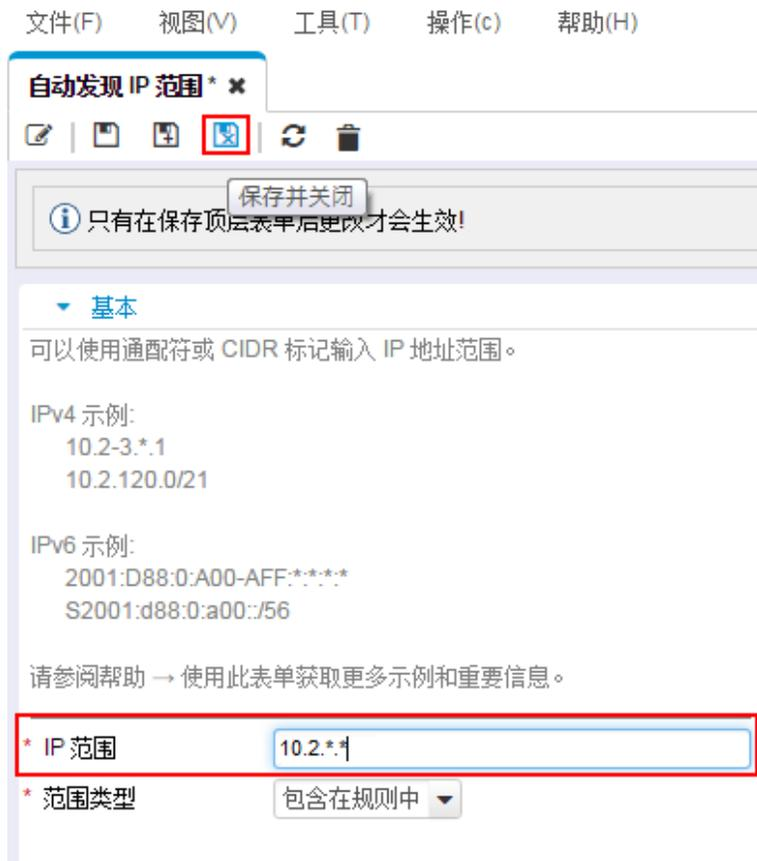 文件(F) 视图(V) 工具(T) 操作(c) 帮助(H)
自动发现 IP 范围 * ✖
保存并关闭
只有在保存顶层表单后更改才会生效!
基本
可以使用通配符或 CIDR 标记输入 IP 地址范围。
IPv4 示例:
10.2-3.*.1
10.2.120.0/21
IPv6 示例:
2001:D88:0:A00-AFF:*:*:*:*
S2001:d88:0:a00::/56
请参阅帮助 → 使用此表单获取更多示例和重要信息。
* IP 范围 10.2.*.*
* 范围类型 包含在规则中